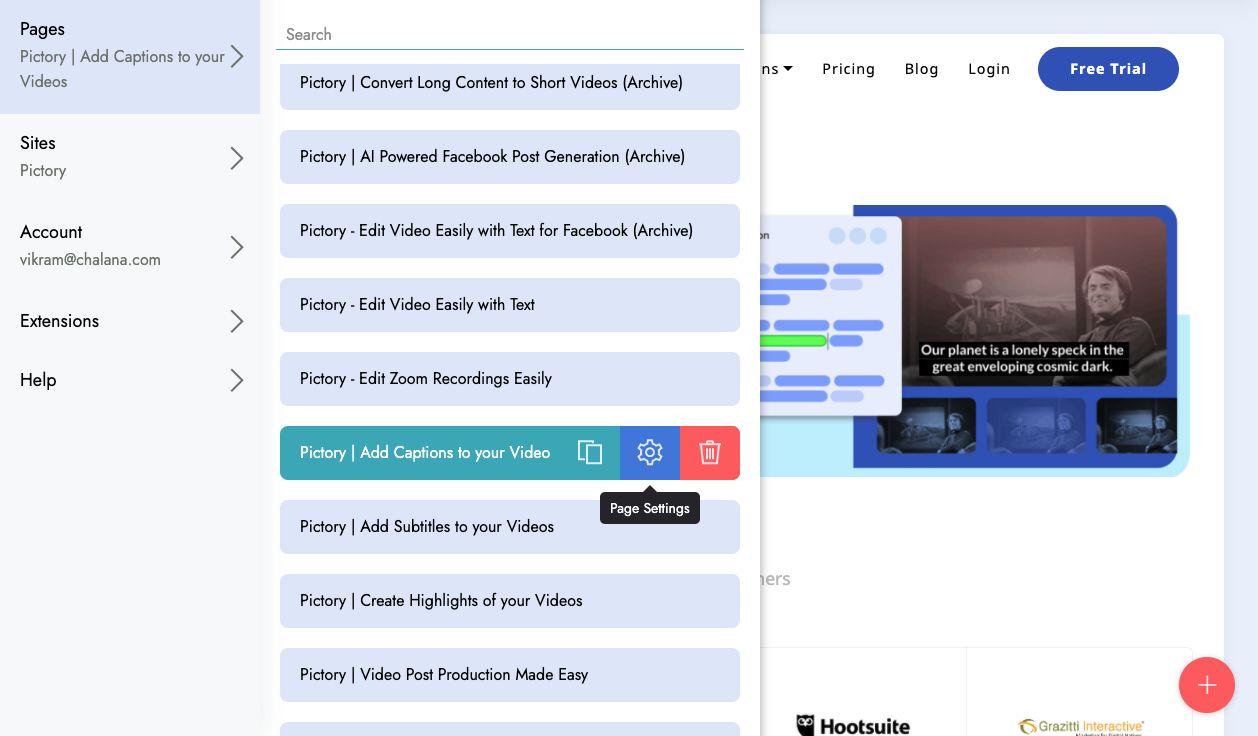 Pages
Pictory | Add Captions to your
Videos
Sites
Pictory
Account
vikram@chalana.com
Extensions
Help
Search
Pictory | Convert Long Content to Short Videos (Archive)
Pictory | AI Powered Facebook Post Generation (Archive)
Pictory - Edit Video Easily with Text for Facebook (Archive)
Pictory - Edit Video Easily with Text
Pictory - Edit Zoom Recordings Easily
Pictory | Add Captions to your Video
Page Settings
Pictory | Add Subtitles to your Videos
Pictory | Create Highlights of your Videos
Pictory | Video Post Production Made Easy
Pricing Blog Login Free Trial
Our planet is a lonely speck in the
great enveloping cosmic dark.
Hootsuite
Grazitti Interactive